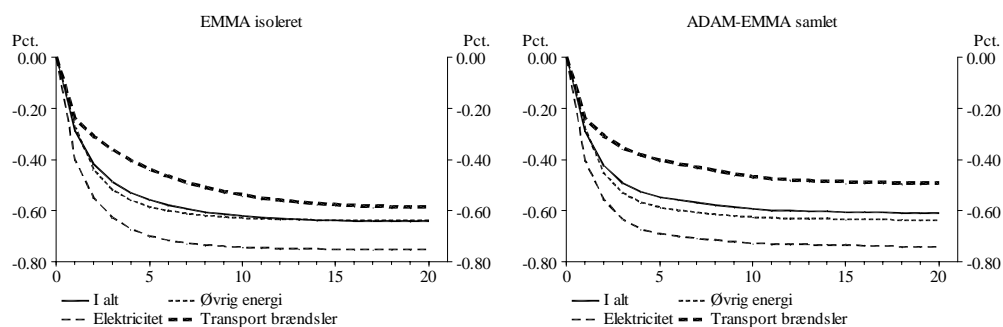 EMMA isoleret
Pct. Pct.
0.00 0.00
-0.20 -0.20
-0.40 -0.40
-0.60 -0.60
-0.80 -0.80
0 5 10 15 20
I alt Øvrig energi
Elektricitet Transport brændsler
ADAM-EMMA samlet
Pct. Pct.
0.00 0.00
-0.20 -0.20
-0.40 -0.40
-0.60 -0.60
-0.80 -0.80
0 5 10 15 20
I alt Øvrig energi
Elektricitet Transport brændsler